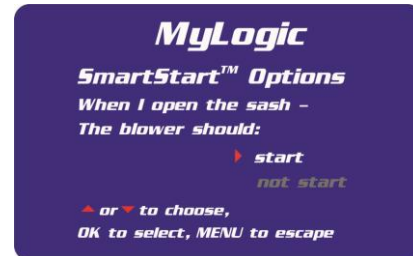 MyLogic
SmartStart™ Options
When I open the sash –
The blower should:
start
not start
or to choose,
OK to select, MENU to escape